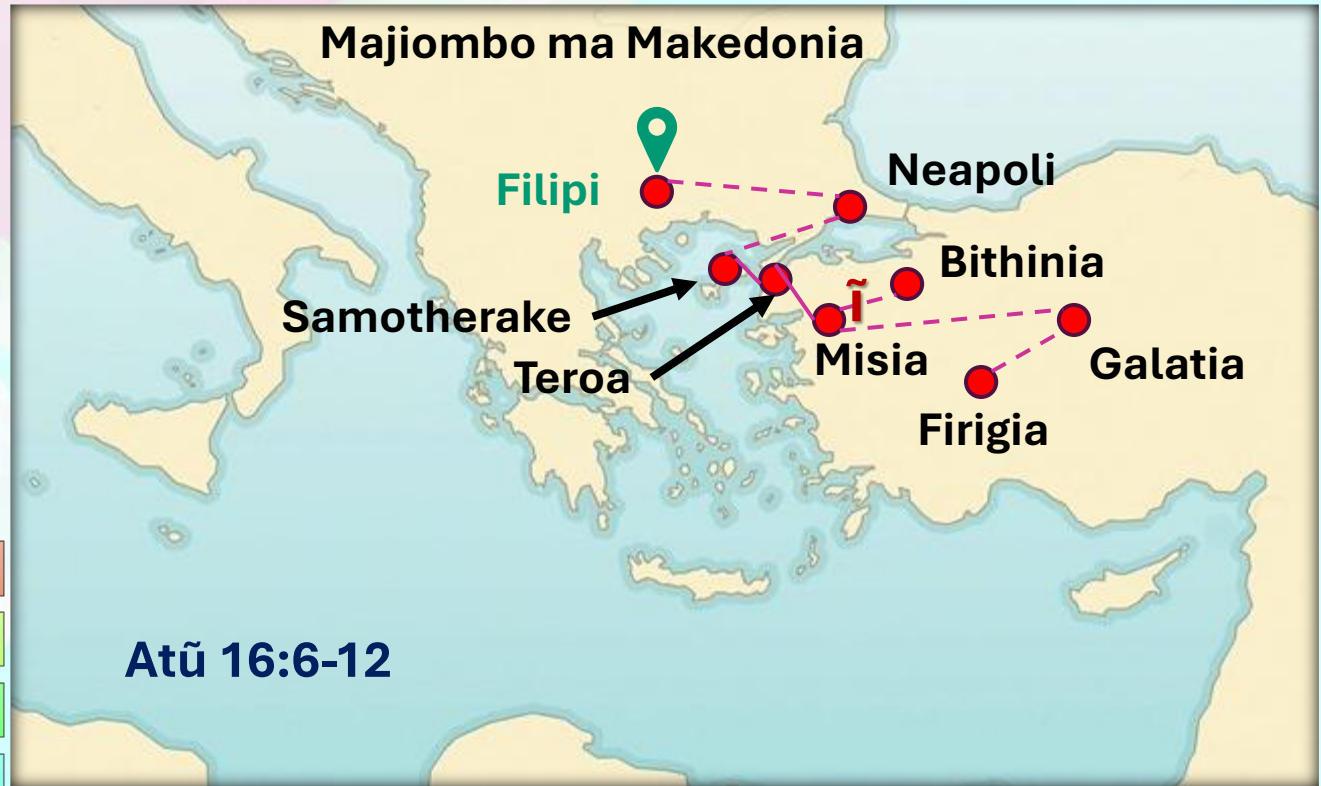 Majiombo ma Makedonia
Neapoli
Filipi
Bithinia
ĩ
Samotherake
Misia
Galatia
Teroa
Firigia
Atũ 16:6-12